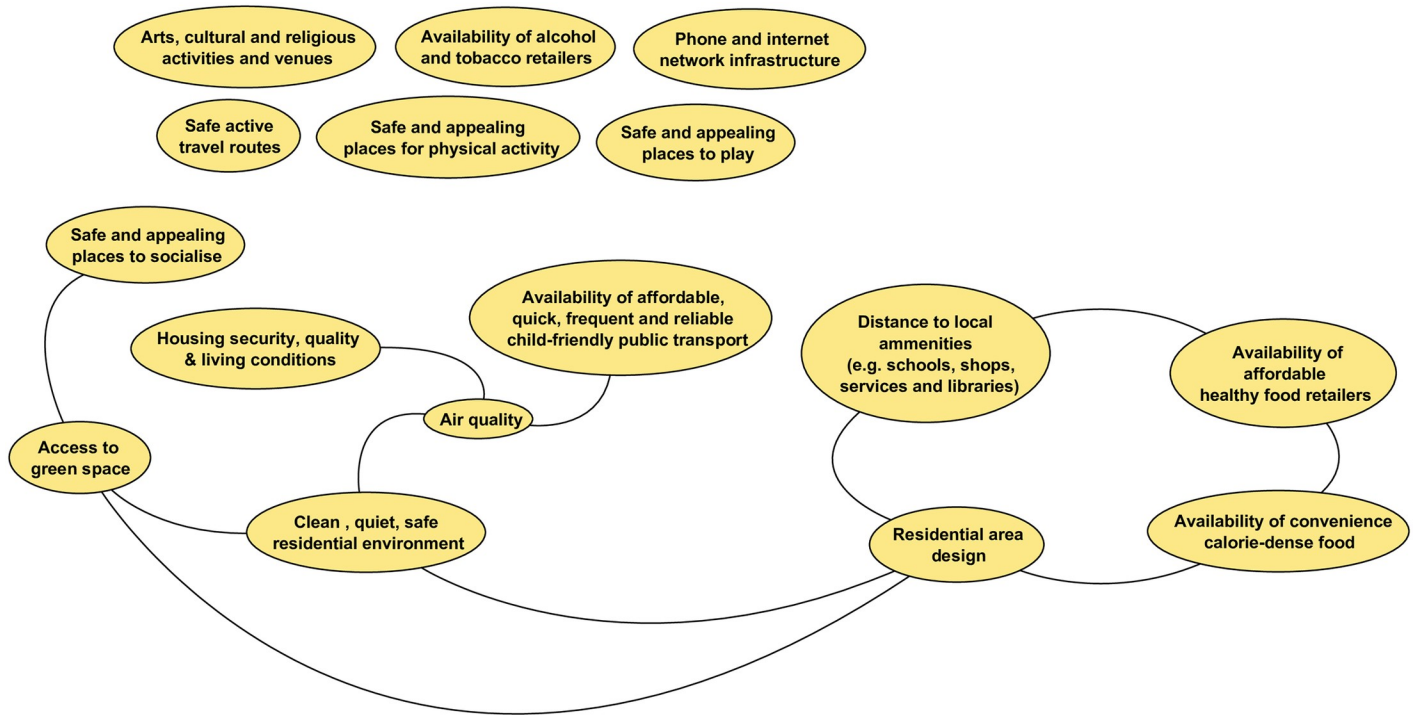 Arts, cultural and religious
activities and venues
Availability of alcohol
and tobacco retailers
Phone and internet
network infrastructure
Safe active
travel routes
Safe and appealing
places for physical activity
Safe and appealing
places to play
Safe and appealing
places to socialise
Housing security, quality
& living conditions
Availability of affordable,
quick, frequent and reliable
child-friendly public transport
Distance to local
ammenities
(e.g. schools, shops,
services and libraries)
Availability of
affordable
healthy food retailers
Air quality
Access to
green space
Clean , quiet, safe
residential environment
Residential area
design
Availability of convenience
calorie-dense food